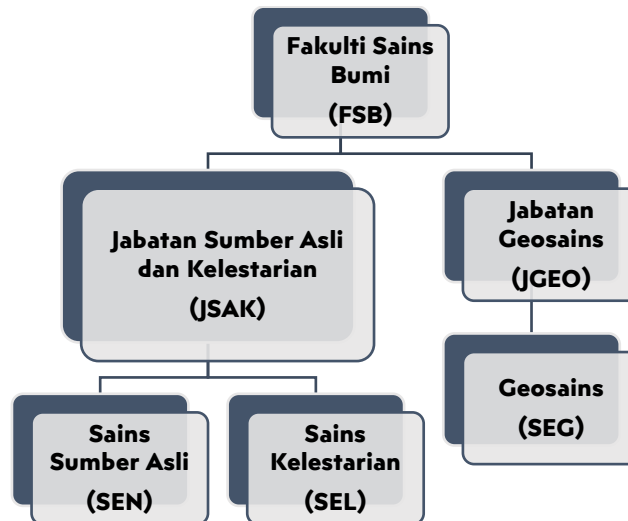 Fakulti Sains
Bumi
(FSB)
Jabatan Sumber Asli
dan Kelestarian
(JSAK)
Jabatan
Geosains
(JGEO)
Sains
Sumber Asli
(SEN)
Sains
Kelestarian
(SEL)
Geosains
(SEG)